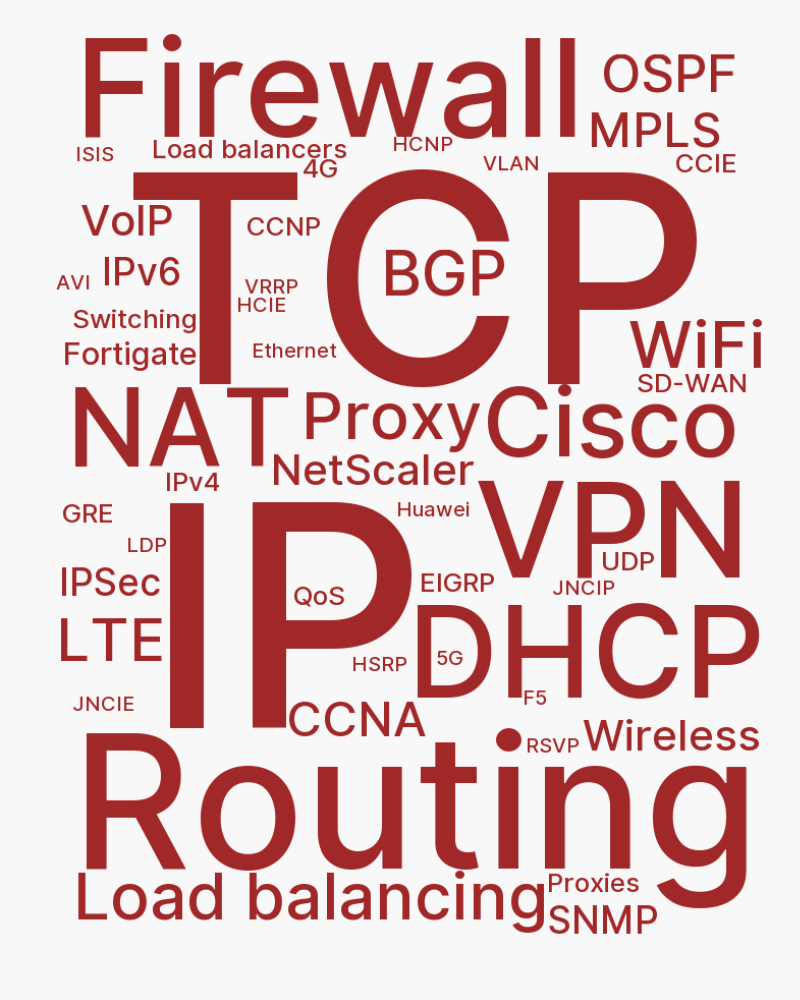 Firewall
OSPF
MPLS
ISIS
Load balancers
HCNP
VLAN
CCIE
4G
TCP
VoIP
CCNP
BGP
AVI
IPv6
VRRP
HCIE
Switching
Fortigate
Ethernet
WiFi
SD-WAN
NAT
Proxy
Cisco
NetScaler
IPv4
GRE
Huawei
VPN
LDP
IP
UDP
IPSec
QoS
EIGRP
JNCIP
LTE
DHCP
HSRP
5G
JNCIE
F5
CCNA
RSVP
Wireless
Routing
Load balancing
Proxies
SNMP